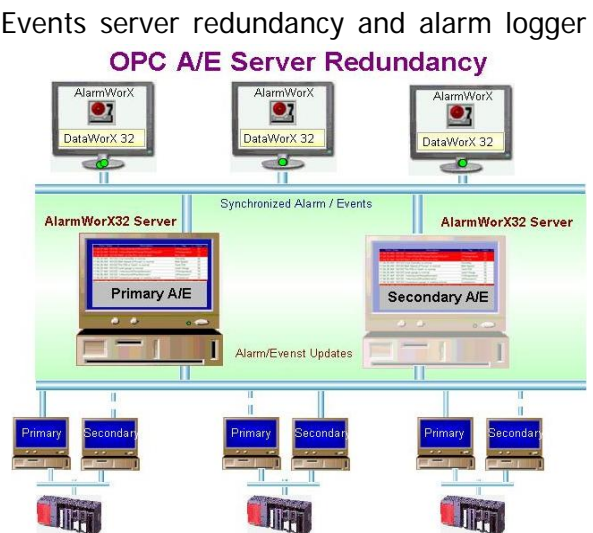 Events server redundancy and alarm logger
OPC A/E Server Redundancy
AlarmWorX
AlarmWorX
AlarmWorX
DataWorX 32
DataWorX 32
DataWorX 32
Synchronized Alarm / Events
AlarmWorX32 Server
AlarmWorX32 Server
Primary A/E
Secondary A/E
Alarm/Evenst Updates
Primary
Secondary
Primary
Secondary
Primary
Secondary